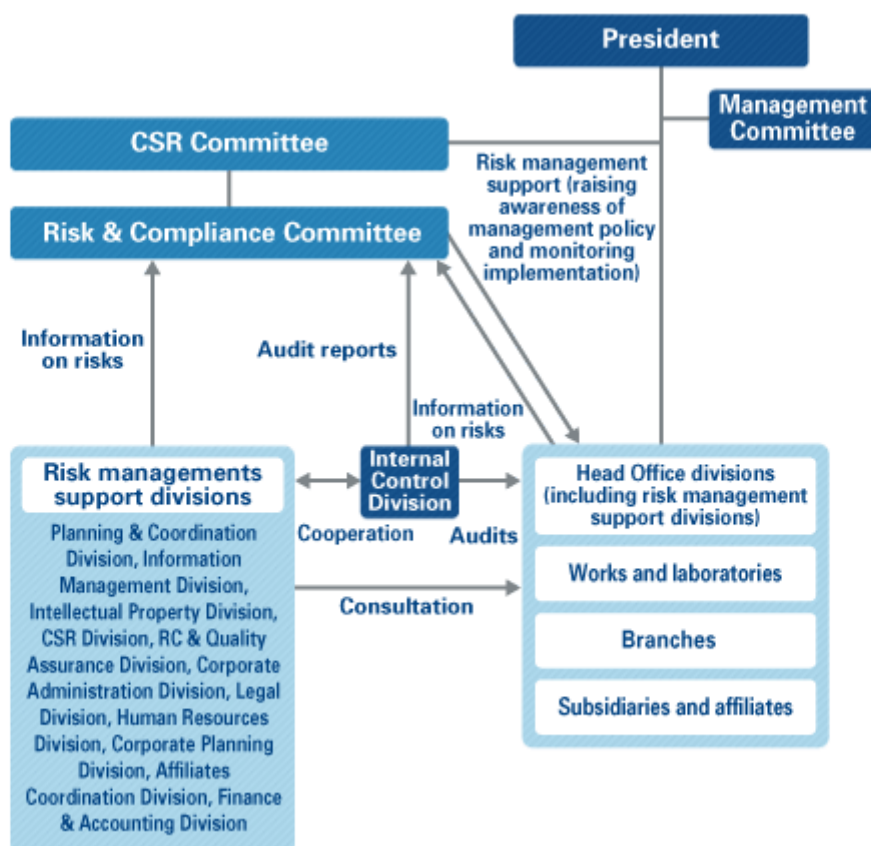 President
Management
Committee
CSR Committee
Risk management
support (raising
awareness of
management policy
and monitoring
implementation)
Risk & Compliance Committee
Information
on risks
Audit reports
Information
on risks
Risk managements
support divisions
Planning & Coordination
Division, Information
Management Division,
Intellectual Property Division,
CSR Division, RC & Quality
Assurance Division, Corporate
Administration Division, Legal
Division, Human Resources
Division, Corporate Planning
Division, Affiliates
Coordination Division, Finance
& Accounting Division
Internal
Control
Division
Cooperation
Audits
Consultation
Head Office divisions
(including risk management
support divisions)
Works and laboratories
Branches
Subsidiaries and affiliates